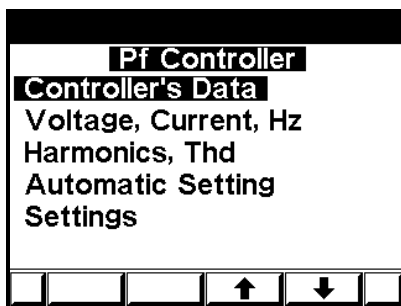 Pf Controller
Controller's Data
Voltage, Current, Hz
Harmonics, Thd
Automatic Setting
Settings